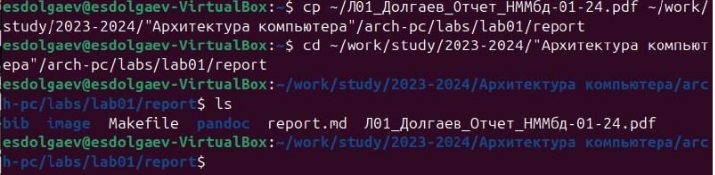 esdolgaev@esdolgaev-VirtualBox:~$ cp ~/Л01_Долгаев_Отчет_НММбд-01-24.pdf ~/work/
study/2023-2024/"Архитектура компьютера"/arch-pc/labs/lab01/report
esdolgaev@esdolgaev-VirtualBox:~$ cd ~/work/study/2023-2024/"Архитектура компьют
ера"/arch-pc/labs/lab01/report
esdolgaev@esdolgaev-VirtualBox:~/work/study/2023-2024/Архитектура компьютера/arc
h-pc/labs/lab01/report$ ls
bib image Makefile pandoc report.md Л01_Долгаев_Отчет_НММбд-01-24.pdf
esdolgaev@esdolgaev-VirtualBox:~/work/study/2023-2024/Архитектура компьютера/arc
h-pc/labs/lab01/report$